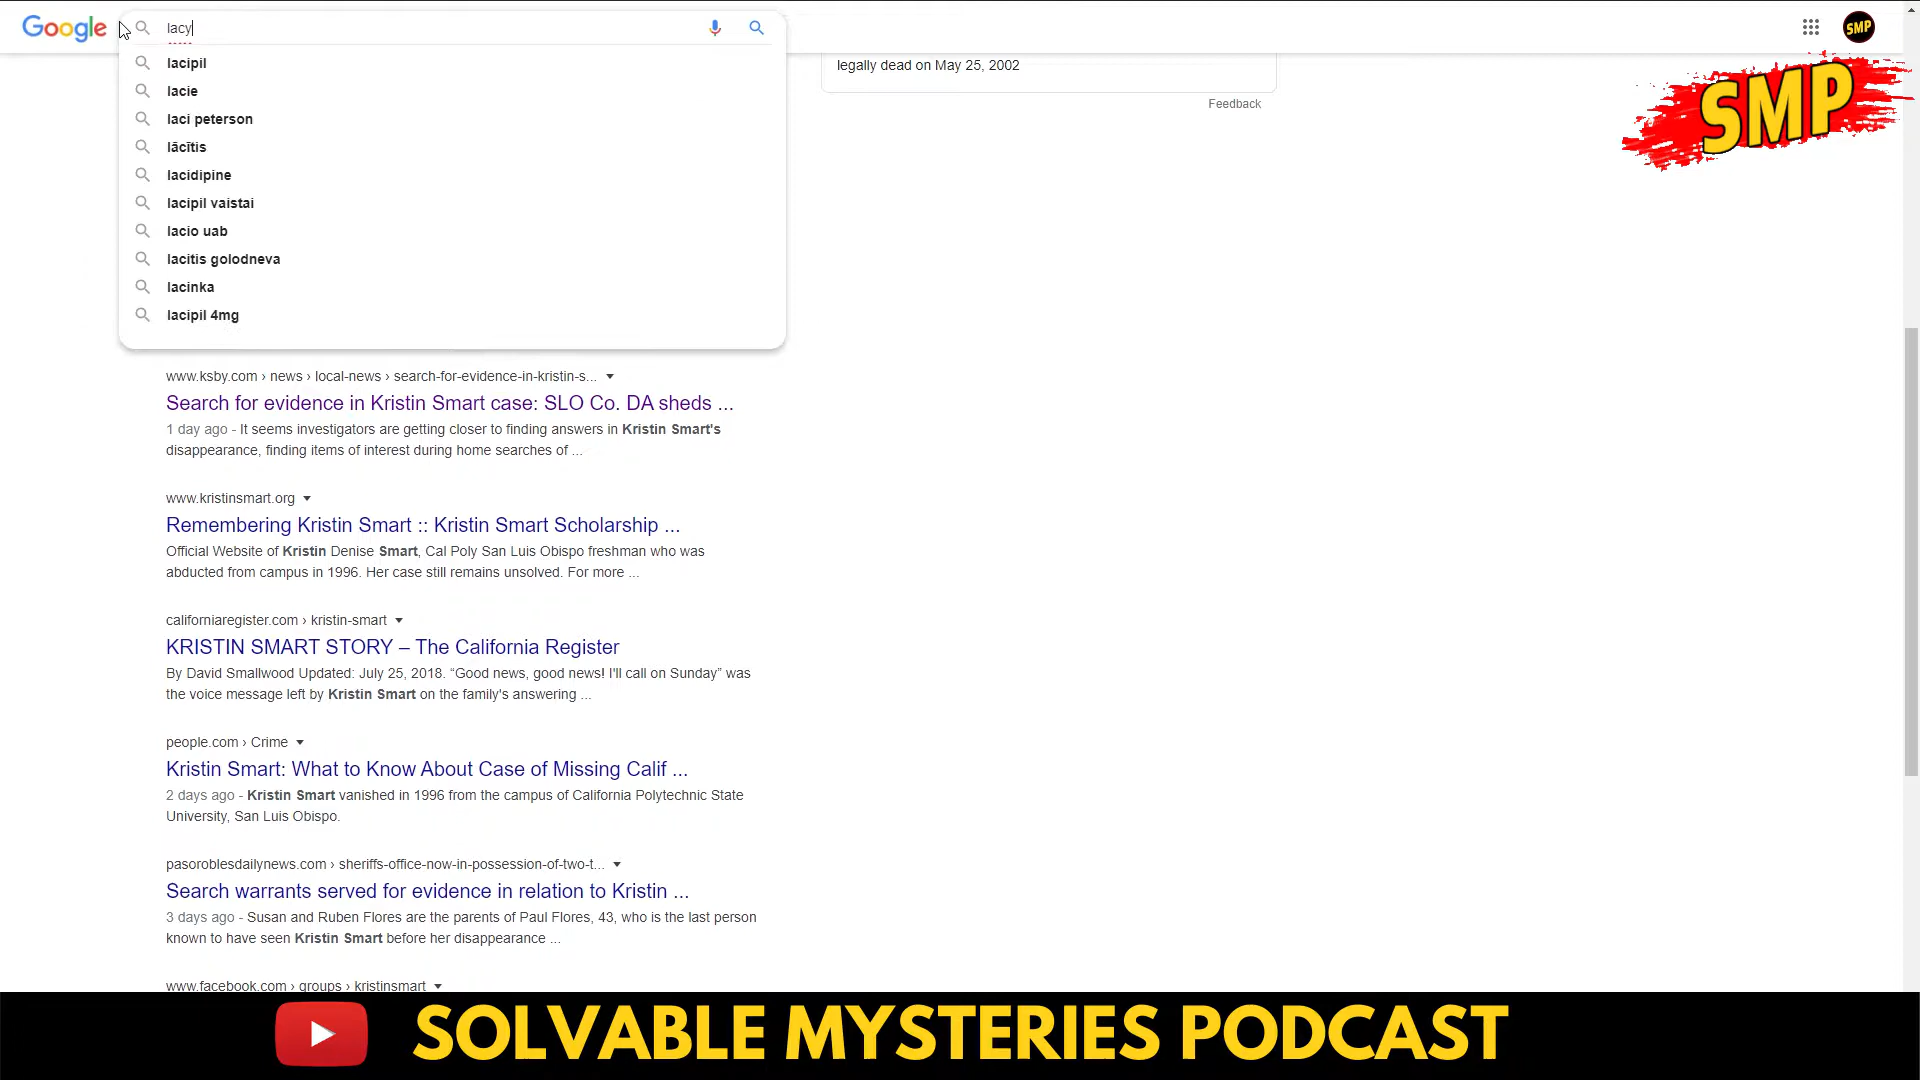 Google
lacy
SMP
lacipil
lacie
laci peterson
lācītis
lacidipine
lacipil vaistai
lacio uab
lacitis golodneva
lacinka
lacipil 4mg
legally dead on May 25, 2002
Feedback
SMP
www.ksby.com › news › local-news › search-for-evidence-in-kristin-s...
Search for evidence in Kristin Smart case: SLO Co. DA sheds ...
1 day ago - It seems investigators are getting closer to finding answers in Kristin Smart's
disappearance, finding items of interest during home searches of ...
www.kristinsmart.org
Remembering Kristin Smart :: Kristin Smart Scholarship ...
Official Website of Kristin Denise Smart, Cal Poly San Luis Obispo freshman who was
abducted from campus in 1996. Her case still remains unsolved. For more ...
californiaregister.com › kristin-smart
KRISTIN SMART STORY – The California Register
By David Smallwood Updated: July 25, 2018. “Good news, good news! I'll call on Sunday” was
the voice message left by Kristin Smart on the family's answering ...
people.com › Crime
Kristin Smart: What to Know About Case of Missing Calif ...
2 days ago - Kristin Smart vanished in 1996 from the campus of California Polytechnic State
University, San Luis Obispo.
pasoroblesdailynews.com › sheriffs-office-now-in-possession-of-two-t...
Search warrants served for evidence in relation to Kristin ...
3 days ago - Susan and Ruben Flores are the parents of Paul Flores, 43, who is the last person
known to have seen Kristin Smart before her disappearance ...
www.facebook.com › groups › kristinsmart
SOLVABLE MYSTERIES PODCAST